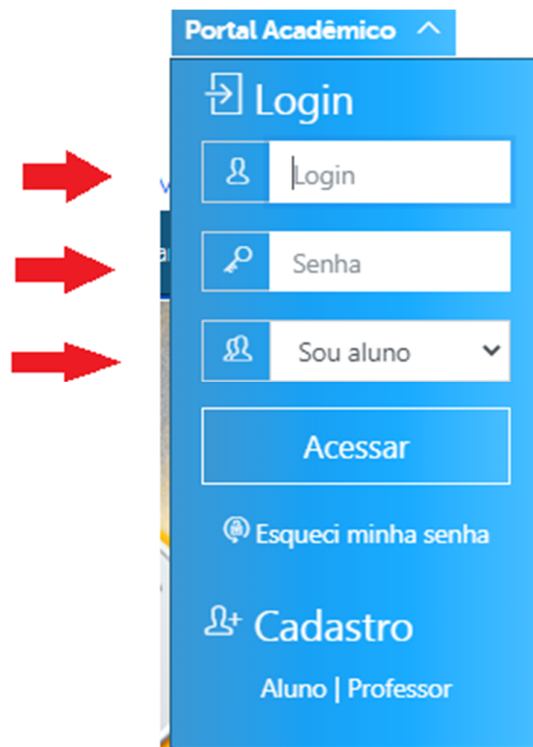 Portal Acadêmico
Login
Login
Senha
Sou aluno
Acessar
Esqueci minha senha
Cadastro
Aluno | Professor